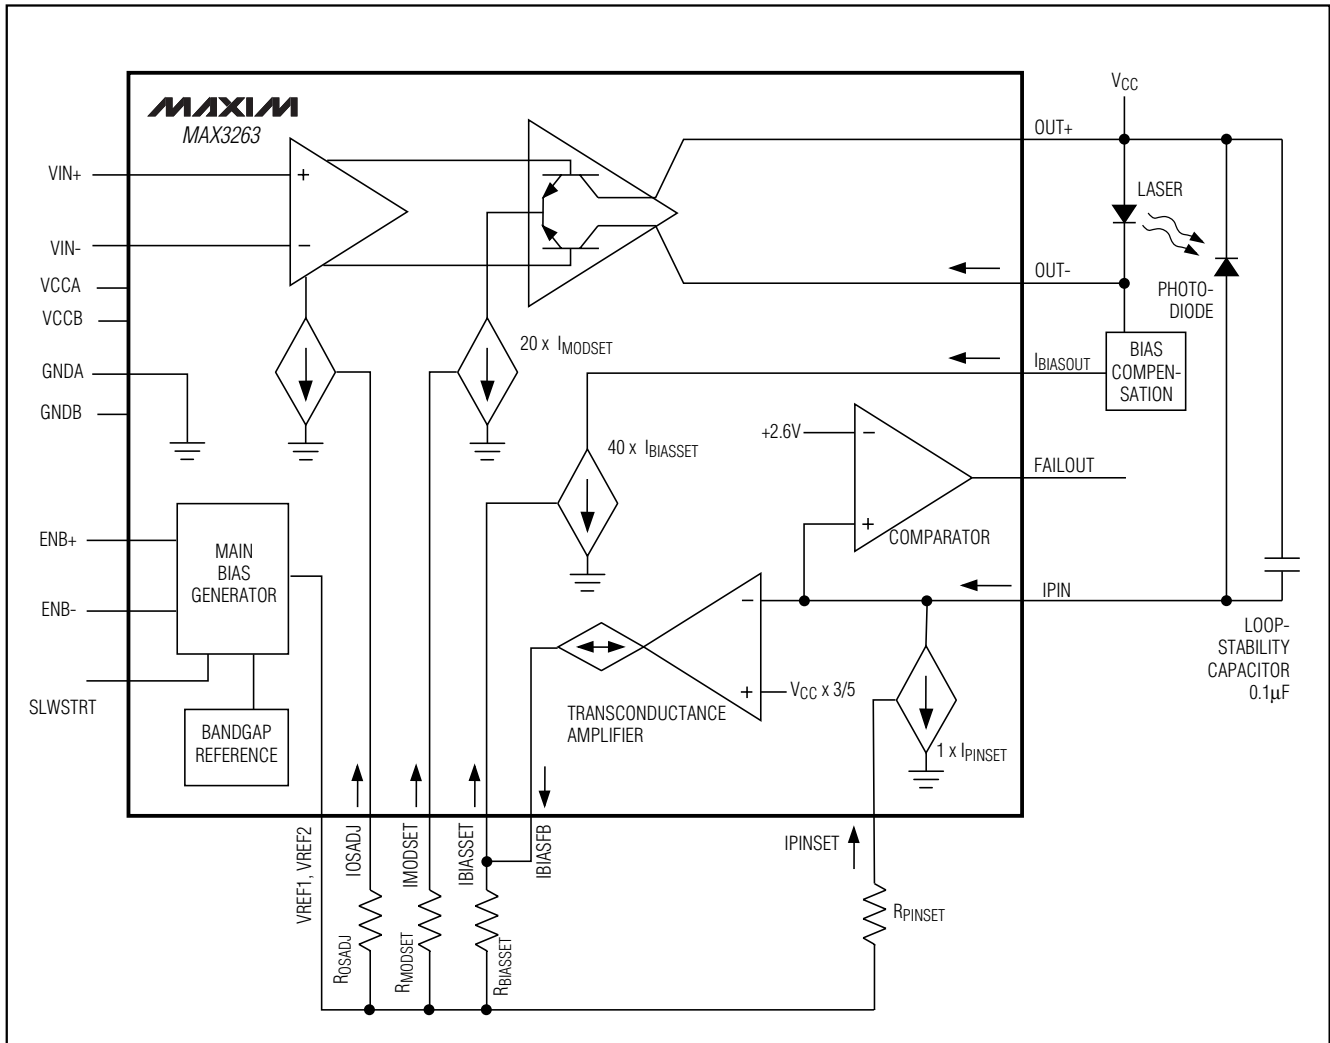 MAXIM
MAX3263
VCC
OUT+
VIN+
+
LASER
VIN-
−
OUT-
VCCA
PHOTO-
DIODE
VCCB
20 x IMODSET
GNDA
IBIASOUT
BIAS
COMPEN-
SATION
GNDB
+2.6V
−
40 x IBIASSET
FAILOUT
+
COMPARATOR
ENB+
MAIN
BIAS
GENERATOR
ENB-
−
IPIN
LOOP-
STABILITY
CAPACITOR
0.1µF
+
VCC x 3/5
SLWSTRT
TRANSCONDUCTANCE
AMPLIFIER
BANDGAP
REFERENCE
1 x IPINSET
VREF1, VREF2
IOSADJ
IMODSET
IBIASSET
IBIASFB
IPINSET
ROSADJ
RMODSET
RBIASSET
RPINSET